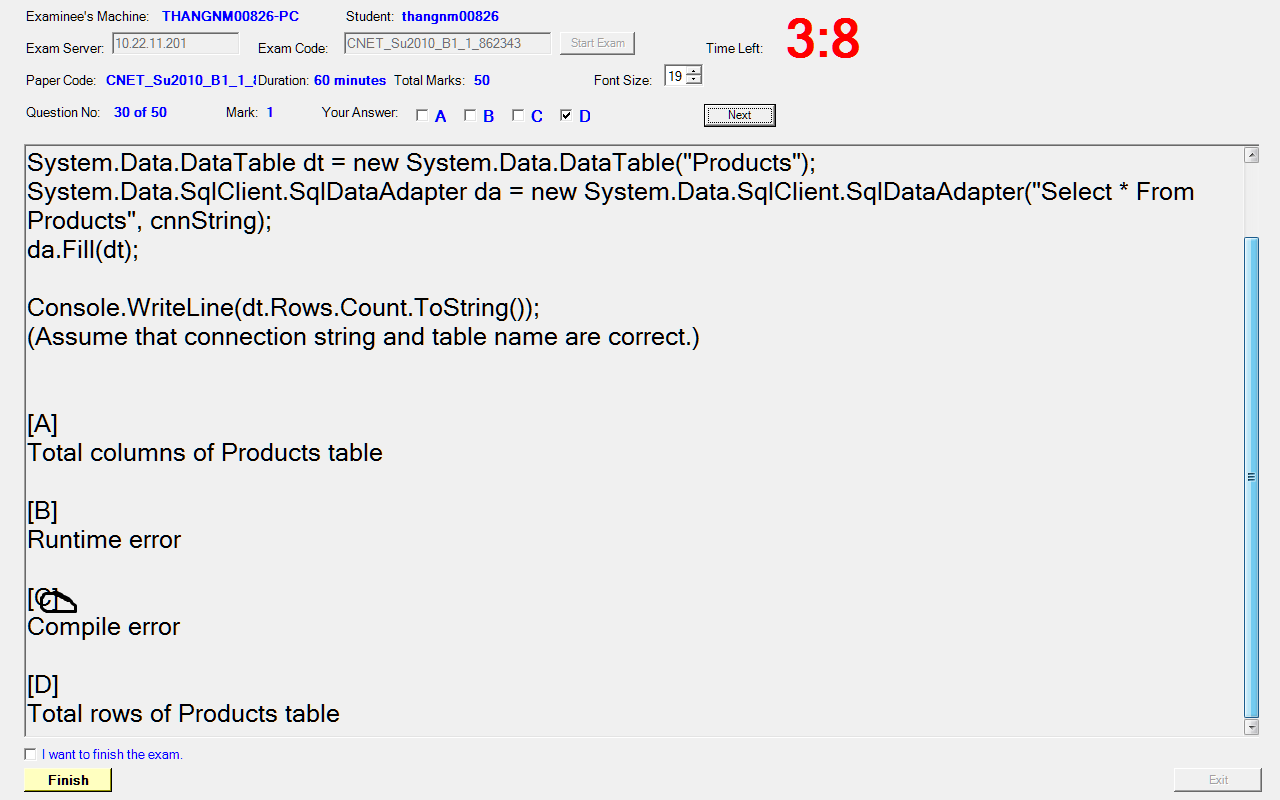 Examinee's Machine: THANGNM00826-PC Student: thangnm00826
Exam Server: 10.22.11.201 Exam Code: CNET_Su2010_B1_1_862343 Start Exam Time Left: 3:8
Paper Code: CNET_Su2010_B1_1_ Duration: 60 minutes Total Marks: 50 Font Size: 19
Question No: 30 of 50 Mark: 1 Your Answer: A B C D Next
System.Data.DataTable dt = new System.Data.DataTable("Products");
System.Data.SqlClient.SqlDataAdapter da = new System.Data.SqlClient.SqlDataAdapter("Select * From
Products", cnnString);
da.Fill(dt);
Console.WriteLine(dt.Rows.Count.ToString());
(Assume that connection string and table name are correct.)
[A]
Total columns of Products table
[B]
Runtime error
[C]
Compile error
[D]
Total rows of Products table
I want to finish the exam.
Finish Exit